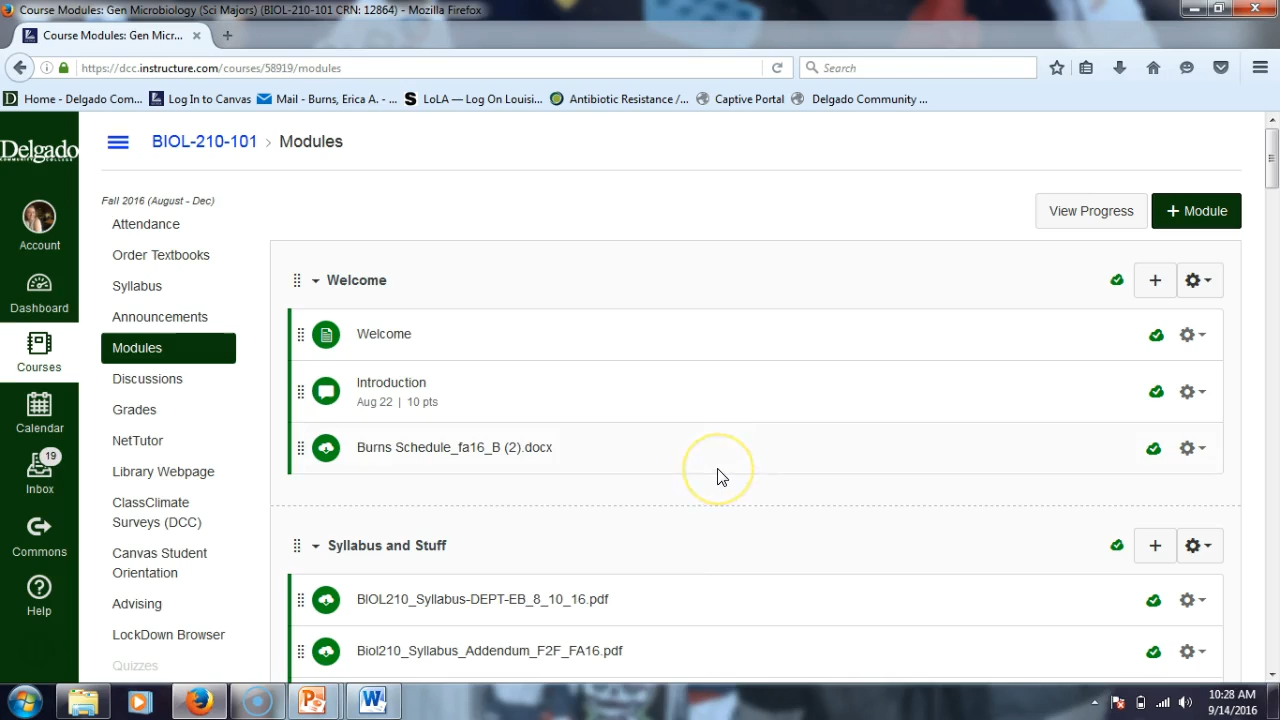 Course Modules: Gen Microbiology (Sci Majors) (BIOL-210-101 CRN: 12864) - Mozilla Firefox
Course Modules: Gen Micr...
https://dcc.instructure.com/courses/58919/modules
Search
Home - Delgado Com...
Log In to Canvas
Mail - Burns, Erica A. - ...
LoLA — Log On Louisi...
Antibiotic Resistance /...
Captive Portal
Delgado Community ...
Delgado
COMMUNITY COLLEGE
Account
Dashboard
Courses
Calendar
19
Inbox
Commons
Help
BIOL-210-101 > Modules
Fall 2016 (August - Dec)
Attendance
Order Textbooks
Syllabus
Announcements
Modules
Discussions
Grades
NetTutor
Library Webpage
ClassClimate
Surveys (DCC)
Canvas Student
Orientation
Advising
LockDown Browser
Quizzes
View Progress
+ Module
Welcome
Welcome
Introduction
Aug 22 | 10 pts
Burns Schedule_fa16_B (2).docx
Syllabus and Stuff
BIOL210_Syllabus-DEPT-EB_8_10_16.pdf
Biol210_Syllabus_Addendum_F2F_FA16.pdf
10:28 AM
9/14/2016